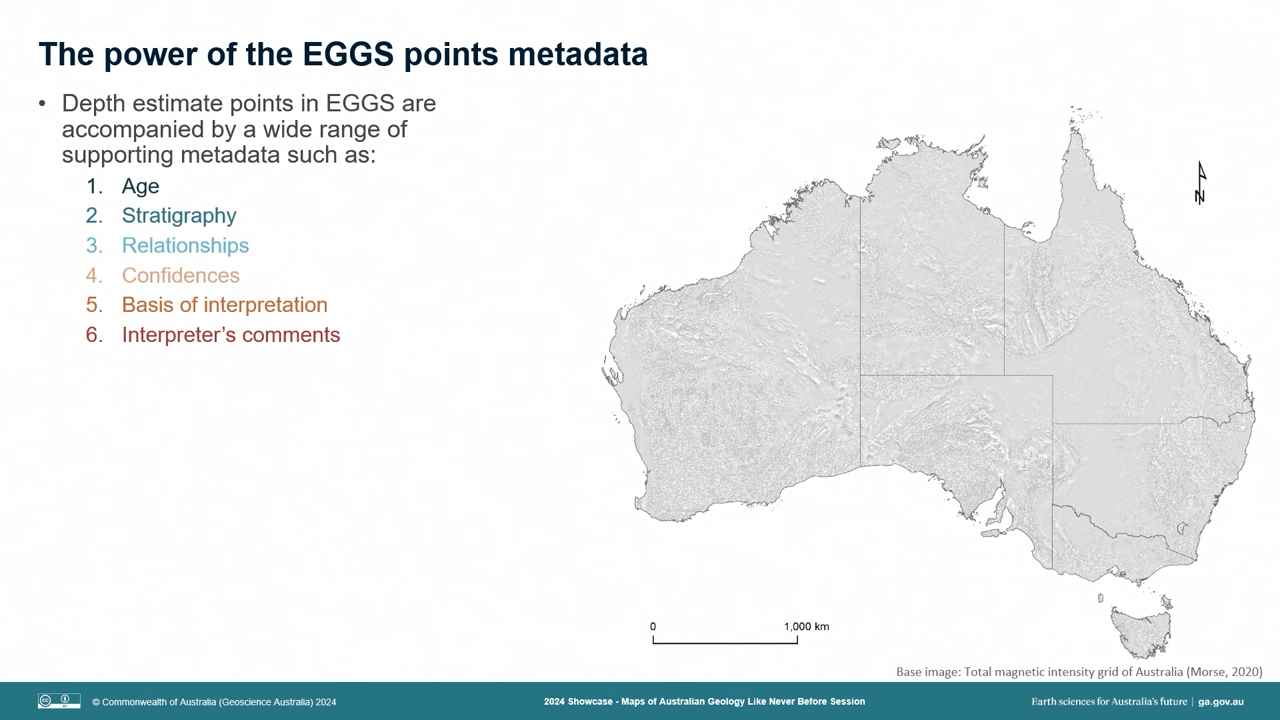 The power of the EGGS points metadata
• Depth estimate points in EGGS are
accompanied by a wide range of
supporting metadata such as:
1. Age
2. Stratigraphy
3. Relationships
4. Confidences
5. Basis of interpretation
6. Interpreter’s comments
N
0 1,000 km
Base image: Total magnetic intensity grid of Australia (Morse, 2020)
© Commonwealth of Australia (Geoscience Australia) 2024
2024 Showcase - Maps of Australian Geology Like Never Before Session
Earth sciences for Australia’s future | ga.gov.au